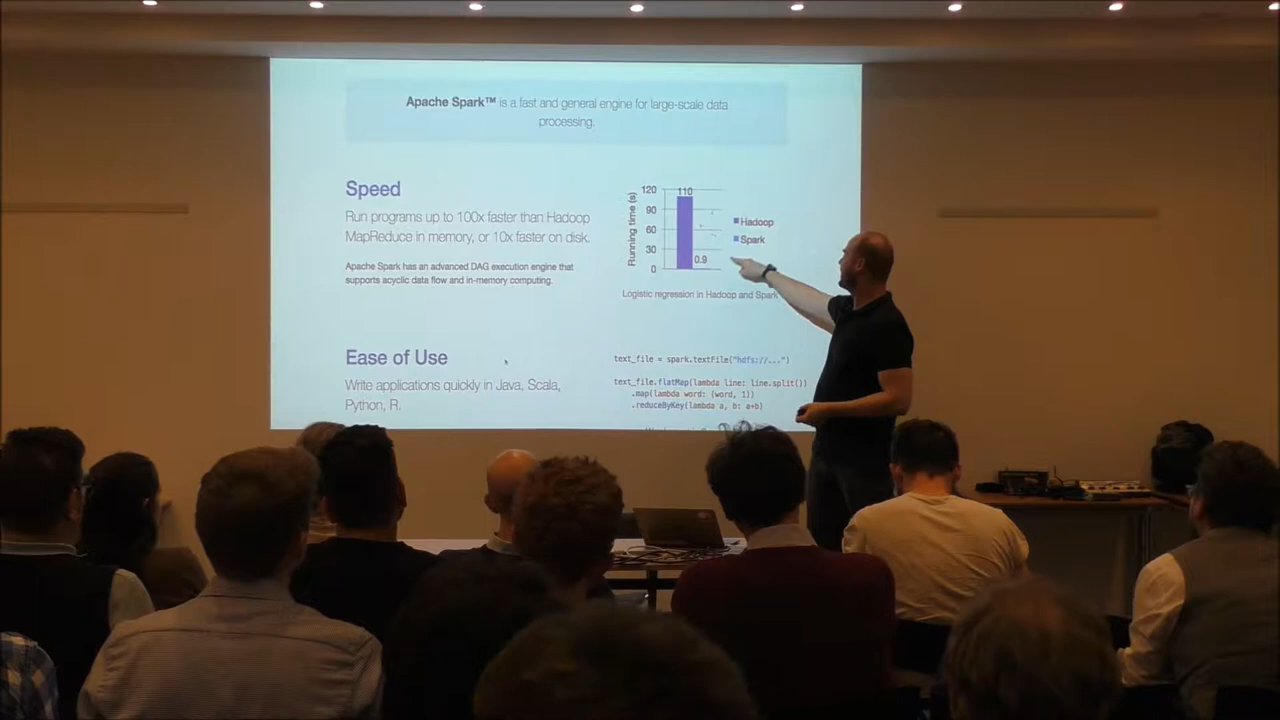 Apache Spark™ is a fast and general engine for large-scale data
processing.
Speed
Run programs up to 100x faster than Hadoop
MapReduce in memory, or 10x faster on disk.
Apache Spark has an advanced DAG execution engine that
supports acyclic data flow and in-memory computing.
Running time (s)
120
90
60
30
0
110
0.9
Hadoop
Spark
Logistic regression in Hadoop and Spark
Ease of Use
Write applications quickly in Java, Scala,
Python, R.
text_file = spark.textFile("hdfs://...")
text_file.flatMap(lambda line: line.split())
.map(lambda word: (word, 1))
.reduceByKey(lambda a, b: a+b)